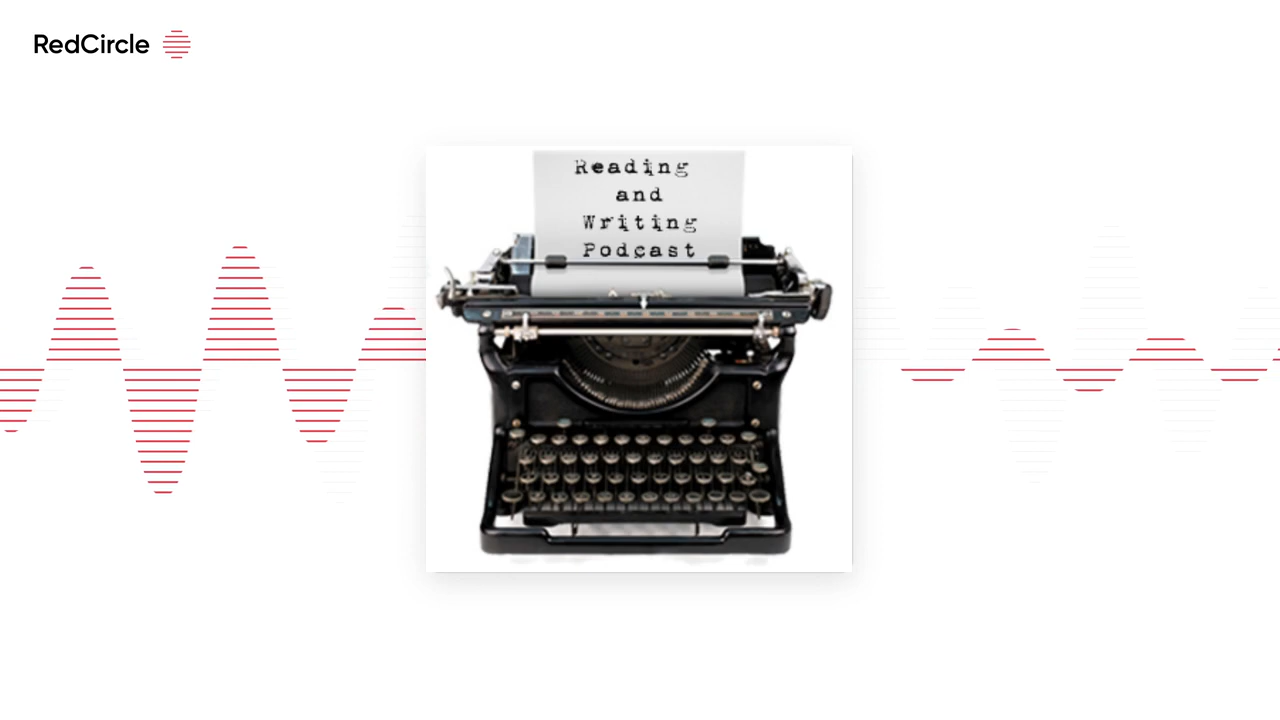 RedCircle
Reading
and
Writing
Podcast